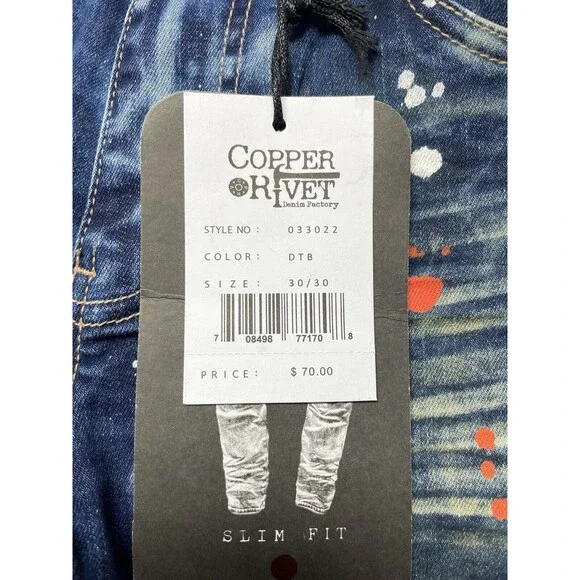 COPPER
RIVET
Denim Factory
STYLE NO: 033022
COLOR: DTB
SIZE: 30/30
7 08498 77170 8
PRICE: $70.00
SLIM FIT